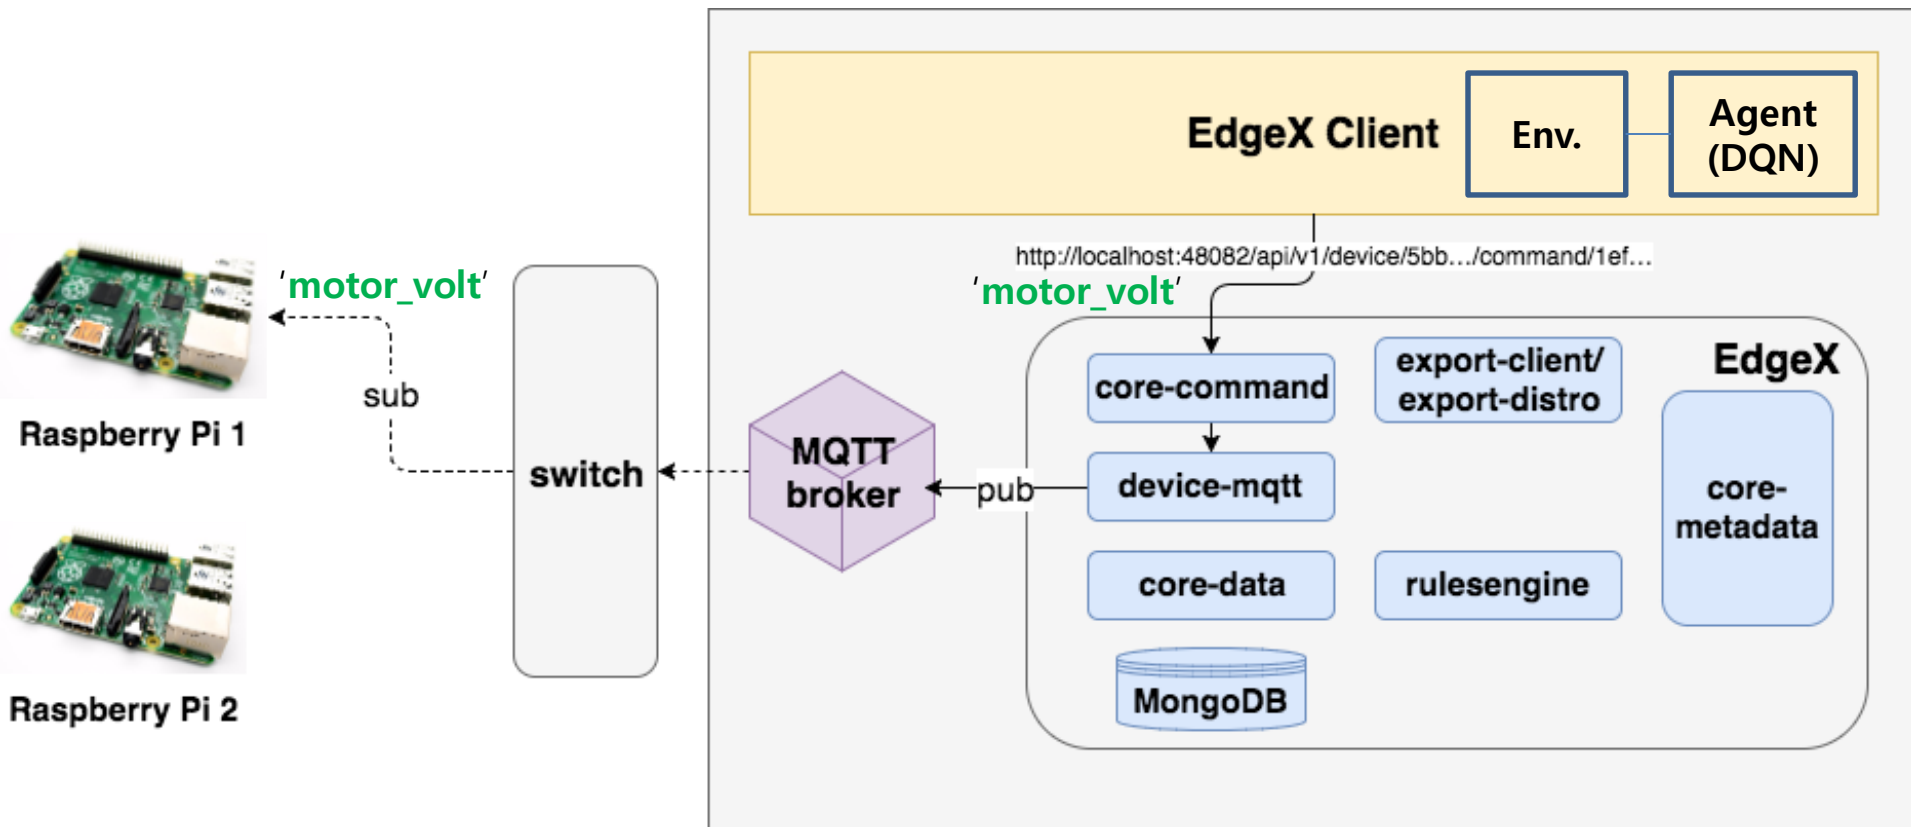 EdgeX Client
Env.
Agent
(DQN)
http://localhost:48082/api/v1/device/5bb.../command/1ef...
'motor_volt'
'motor_volt'
sub
Raspberry Pi 1
switch
MQTT
broker
pub
EdgeX
core-command
export-client/
export-distro
device-mqtt
core-
metadata
core-data
rulesengine
MongoDB
Raspberry Pi 2